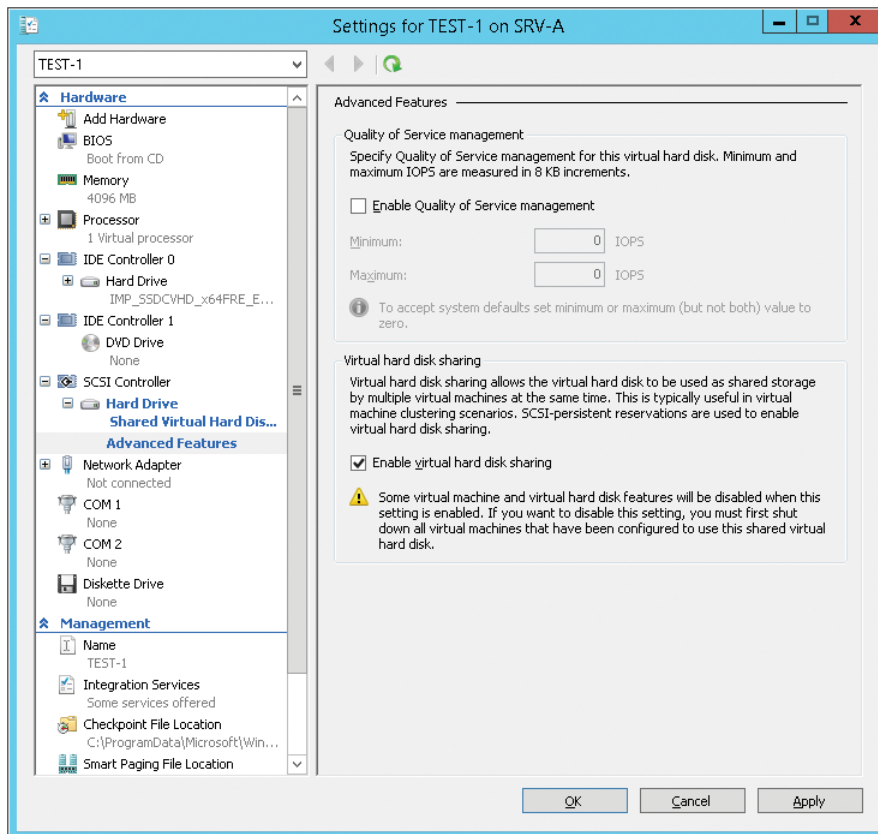 Settings for TEST-1 on SRV-A
TEST-1
Hardware
Add Hardware
BIOS
Boot from CD
Memory
4096 MB
Processor
1 Virtual processor
IDE Controller 0
Hard Drive
IMP_SSDCVHD_x64FRE_E...
IDE Controller 1
DVD Drive
None
SCSI Controller
Hard Drive
Shared Virtual Hard Dis...
Advanced Features
Network Adapter
Not connected
COM 1
None
COM 2
None
Diskette Drive
None
Management
Name
TEST-1
Integration Services
Some services offered
Checkpoint File Location
C:\ProgramData\Microsoft\Win...
Smart Paging File Location
Advanced Features
Quality of Service management
Specify Quality of Service management for this virtual hard disk. Minimum and
maximum IOPS are measured in 8 KB increments.
Enable Quality of Service management
Minimum: 0 IOPS
Maximum: 0 IOPS
To accept system defaults set minimum or maximum (but not both) value to
zero.
Virtual hard disk sharing
Virtual hard disk sharing allows the virtual hard disk to be used as shared storage
by multiple virtual machines at the same time. This is typically useful in virtual
machine clustering scenarios. SCSI-persistent reservations are used to enable
virtual hard disk sharing.
Enable virtual hard disk sharing
Some virtual machine and virtual hard disk features will be disabled when this
setting is enabled. If you want to disable this setting, you must first shut
down all virtual machines that have been configured to use this shared virtual
hard disk.
OK
Cancel
Apply